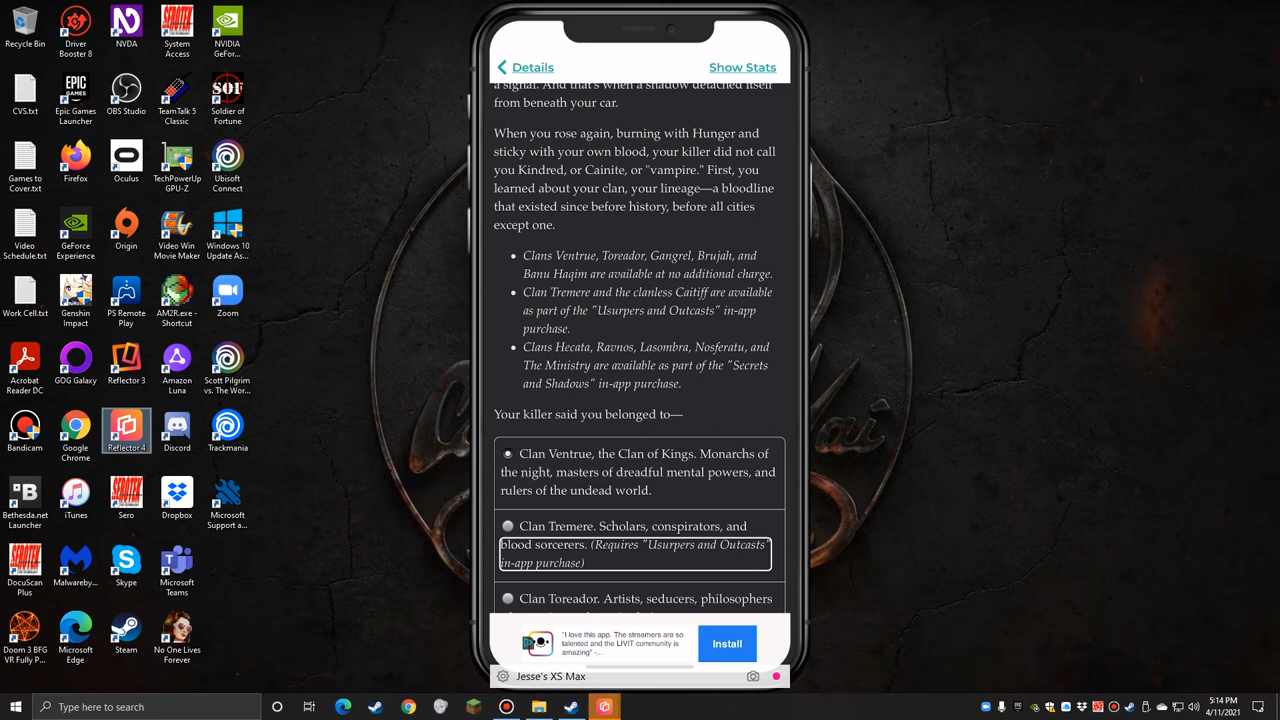 Recycle Bin
Driver Booster 8
NVDA
System Access
NVIDIA GeFor...
CVS.txt
Epic Games Launcher
OBS Studio
TeamTalk 5 Classic
Soldier of Fortune
Games to Cover.txt
Firefox
Oculus
TechPowerUp GPU-Z
Ubisoft Connect
Video Schedule.txt
GeForce Experience
Origin
Video Win Movie Maker
Windows 10 Update As...
Work Cell.txt
Genshin Impact
PS Remote Play
AM2R.exe - Shortcut
Zoom
Acrobat Reader DC
GOG Galaxy
Reflector 3
Amazon Luna
Scott Pilgrim vs. The Wor...
Bandicam
Google Chrome
Reflector 4
Discord
Trackmania
Bethesda.net Launcher
iTunes
Sero
Dropbox
Microsoft Support a...
DocuScan Plus
Malwareby...
Skype
Microsoft Teams
Doom 3 BFG VR Fully P...
Microsoft Edge
Steam
No One Lives Forever
Details
Show Stats
a signal. And that's when a shadow detached itself
from beneath your car.
When you rose again, burning with Hunger and
sticky with your own blood, your killer did not call
you Kindred, or Cainite, or "vampire." First, you
learned about your clan, your lineage—a bloodline
that existed since before history, before all cities
except one.
• Clans Ventrue, Toreador, Gangrel, Brujah, and
Banu Haqim are available at no additional charge.
• Clan Tremere and the clanless Caitiff are available
as part of the "Usurpers and Outcasts" in-app
purchase.
• Clans Hecata, Ravnos, Lasombra, Nosferatu, and
The Ministry are available as part of the "Secrets
and Shadows" in-app purchase.
Your killer said you belonged to—
Clan Ventrue, the Clan of Kings. Monarchs of
the night, masters of dreadful mental powers, and
rulers of the undead world.
Clan Tremere. Scholars, conspirators, and
blood sorcerers. (Requires "Usurpers and Outcasts"
in-app purchase)
Clan Toreador. Artists, seducers, philosophers
"I love this app. The streamers are so
talented and the LIVIT community is
amazing" -...
Install
Jesse's XS Max
Type here to search
5:14 PM
4/11/2021